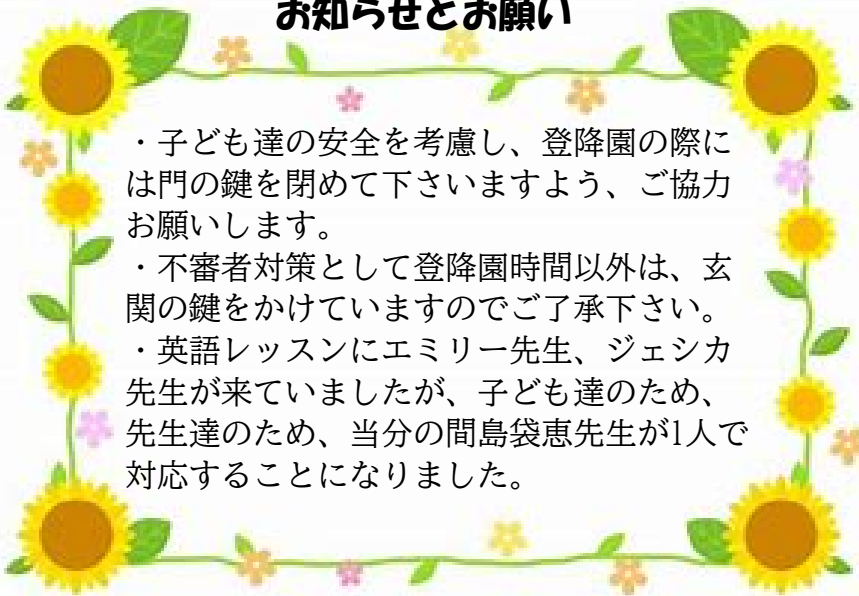 お知らせとお願い
・子ども達の安全を考慮し、登降園の際に
は門の鍵を閉めて下さいますよう、ご協力
お願いします。
・不審者対策として登降園時間以外は、玄
関の鍵をかけていますのでご了承下さい。
・英語レッスンにエミリー先生、ジェシカ
先生が来ていましたが、子ども達のため、
先生達のため、当分の間島袋恵先生が1人で
対応することになりました。